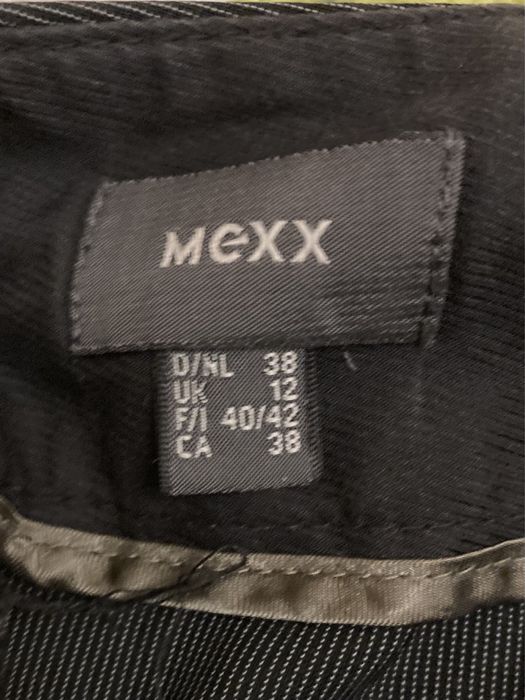 Mexx
D/NL 38
UK 12
F/I 40/42
CA 38